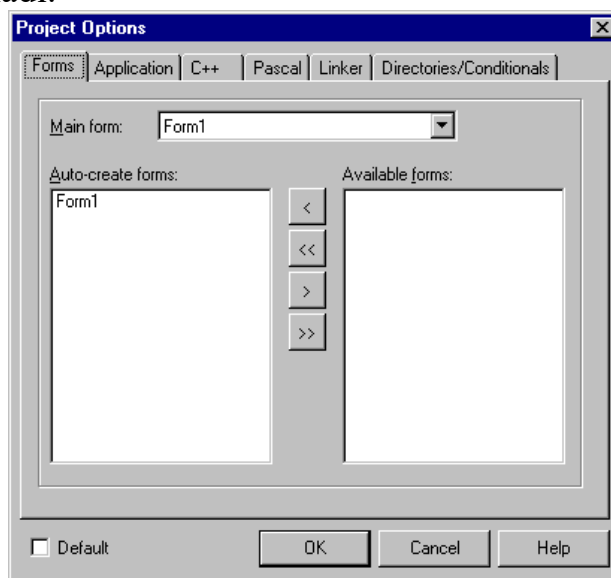 Project Options
Forms Application C++ Pascal Linker Directories/Conditionals
Main form: Form1
Auto-create forms: Available forms:
Form1
<
<<
>
>>
Default OK Cancel Help